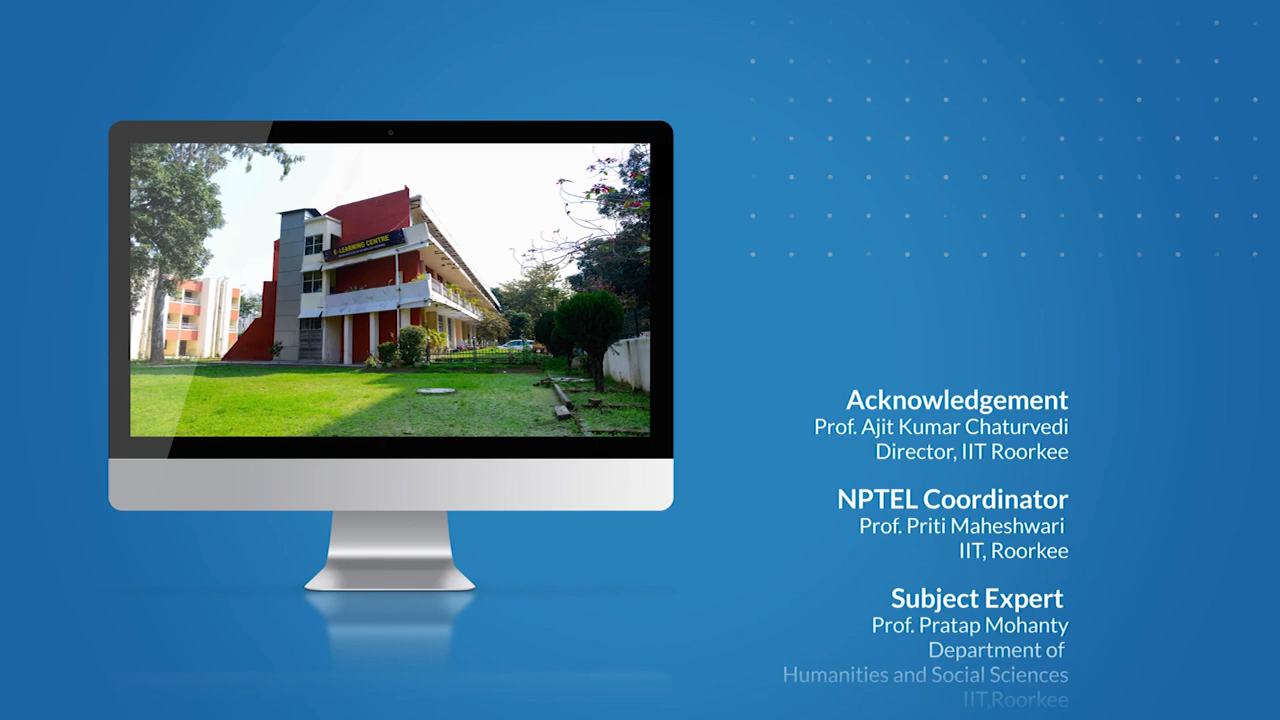 E-LEARNING CENTRE
Acknowledgement
Prof. Ajit Kumar Chaturvedi
Director, IIT Roorkee
NPTEL Coordinator
Prof. Priti Maheshwari
IIT, Roorkee
Subject Expert
Prof. Pratap Mohanty
Department of
Humanities and Social Sciences
IIT,Roorkee